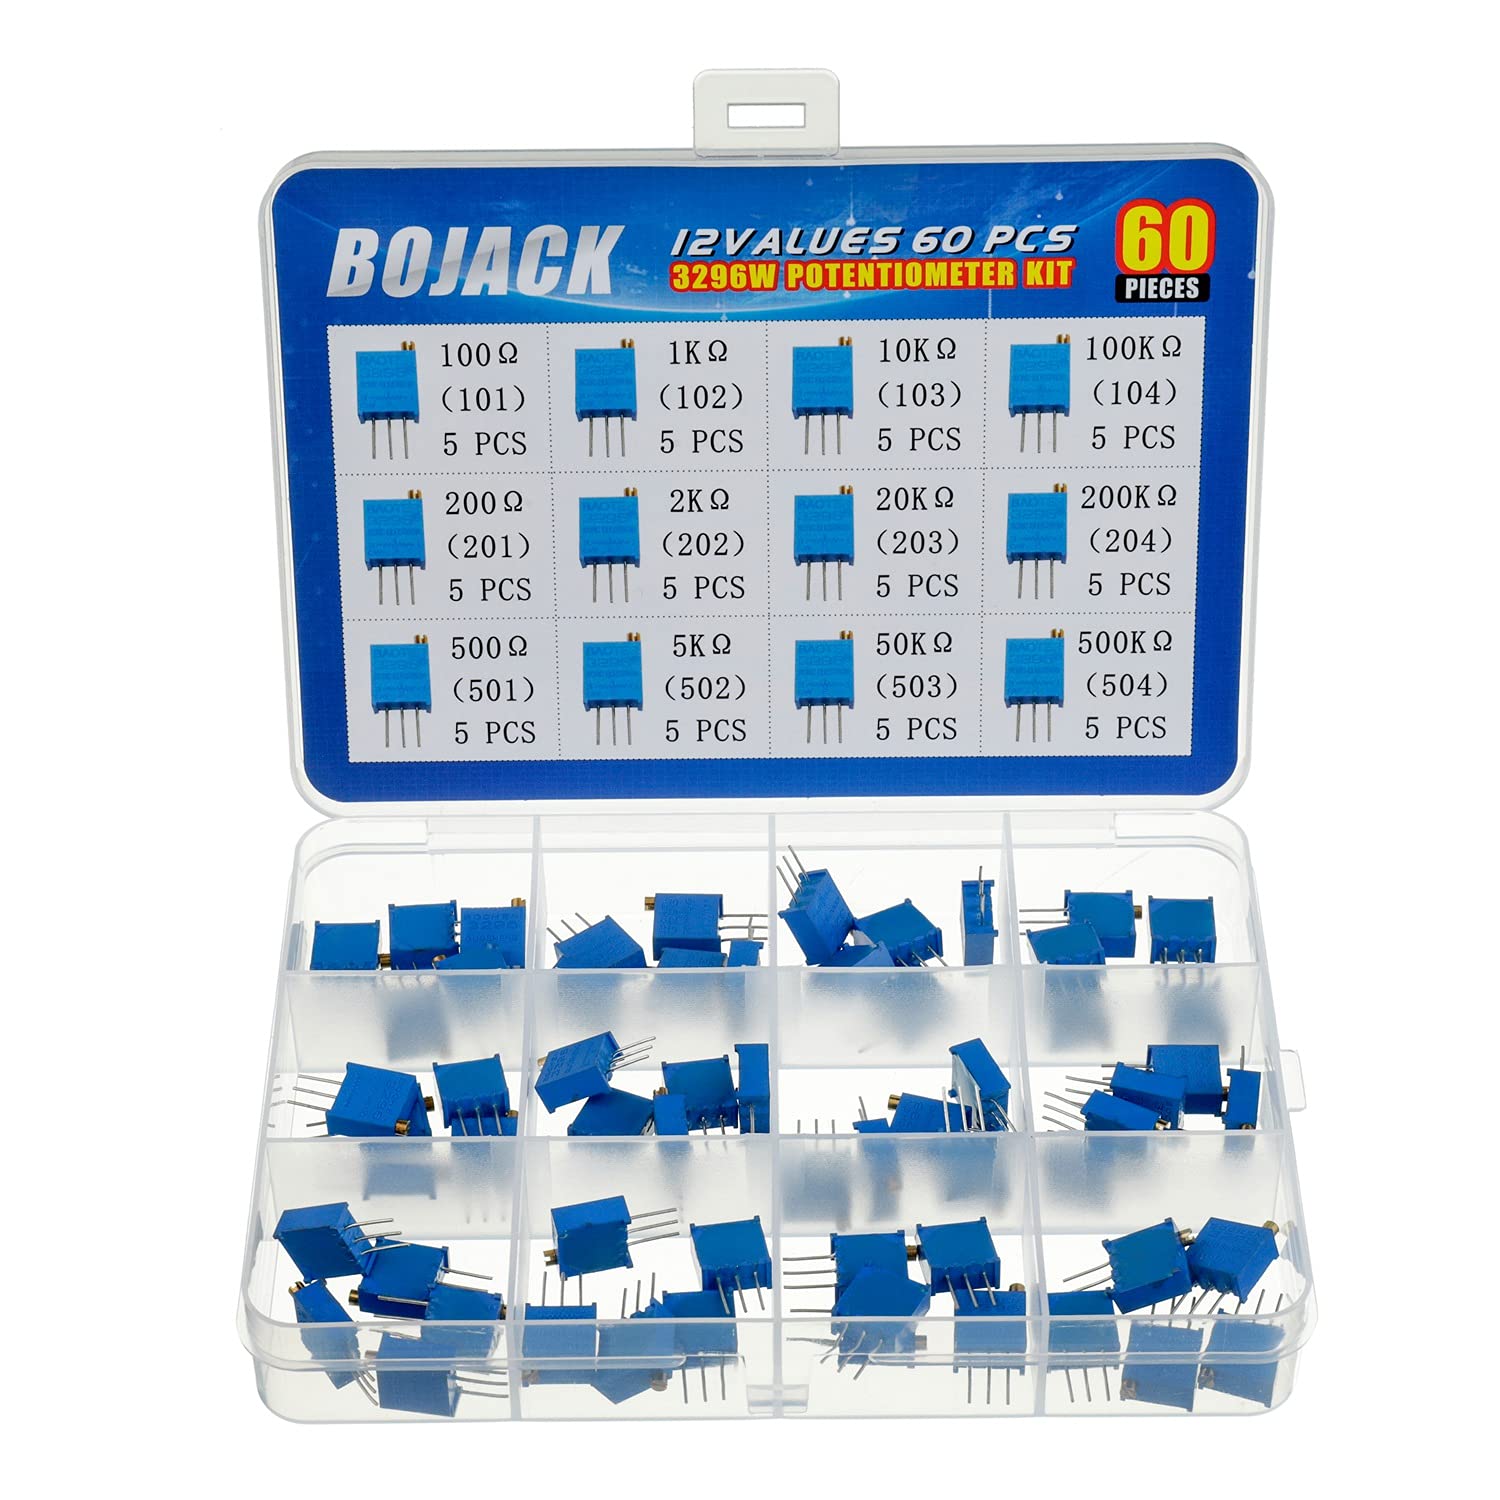 BOJACK
12VALUES 60 PCS
3296W POTENTIOMETER KIT
60
PIECES
100Ω
(101)
5 PCS
1KΩ
(102)
5 PCS
10KΩ
(103)
5 PCS
100KΩ
(104)
5 PCS
200Ω
(201)
5 PCS
2KΩ
(202)
5 PCS
20KΩ
(203)
5 PCS
200KΩ
(204)
5 PCS
500Ω
(501)
5 PCS
5KΩ
(502)
5 PCS
50KΩ
(503)
5 PCS
500KΩ
(504)
5 PCS